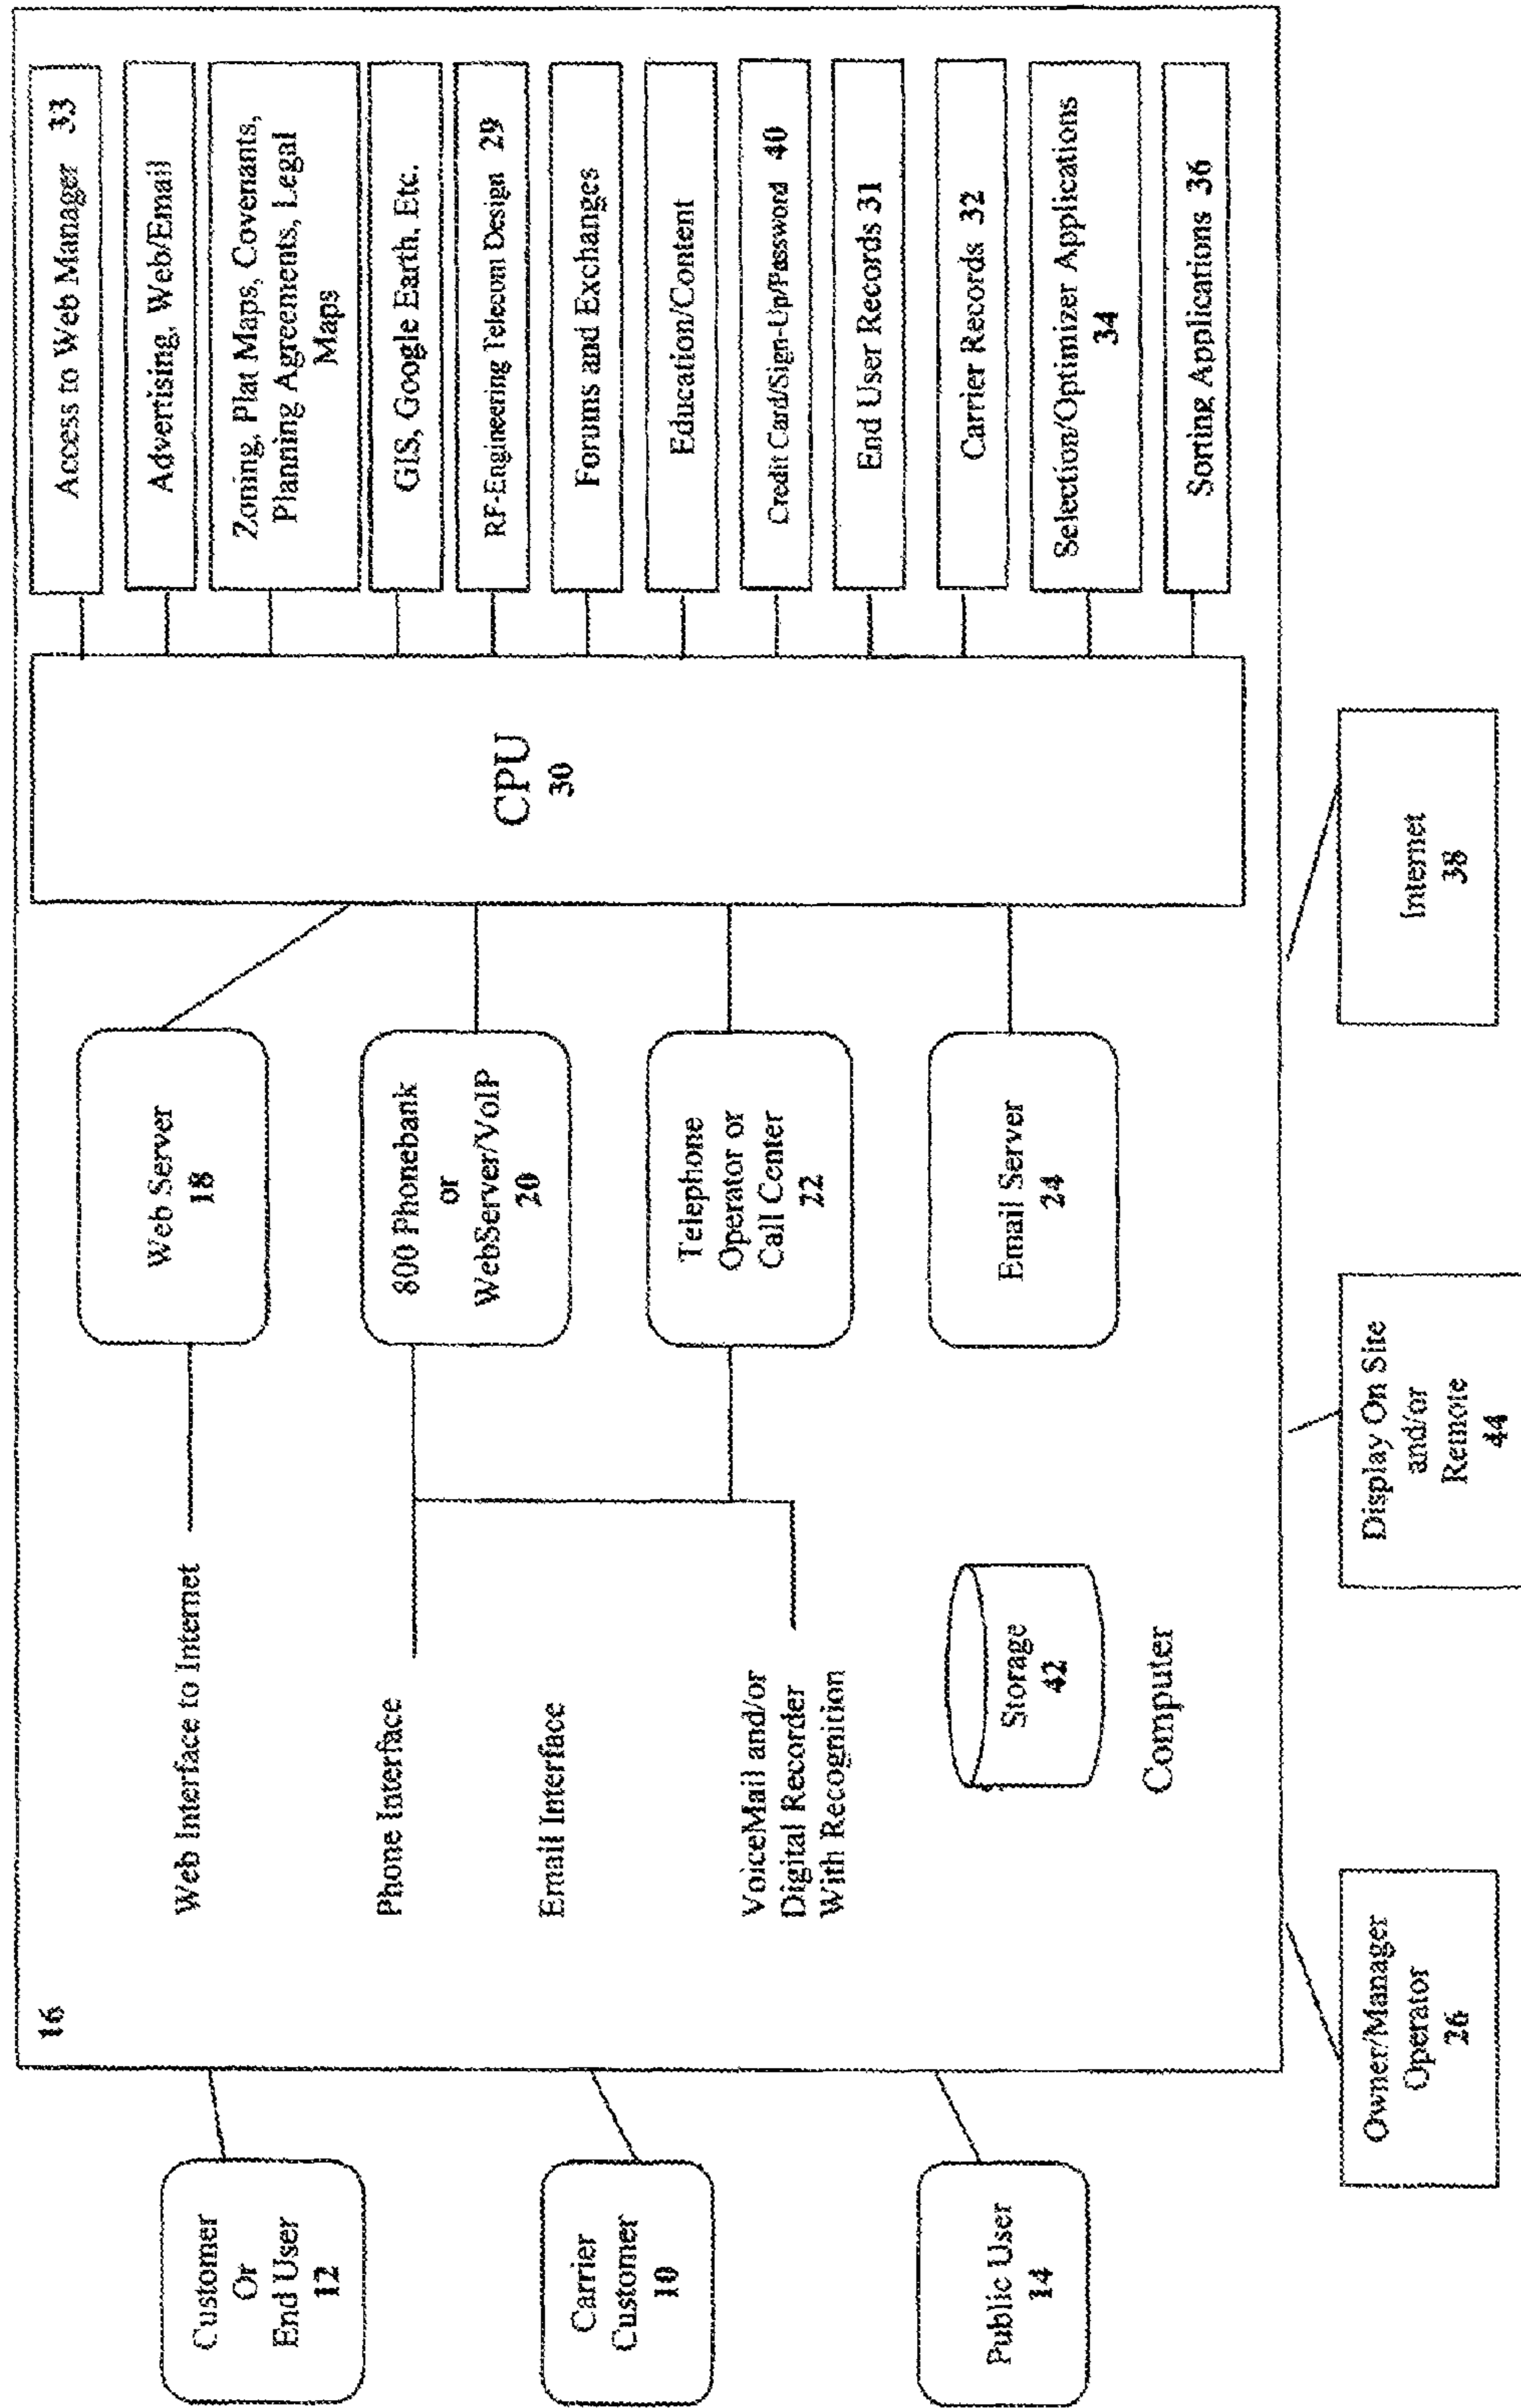 16
Customer
Or
End User
12
Carrier
Customer
10
Public User
14
Web Interface to Internet
Phone Interface
Email Interface
VoiceMail and/or
Digital Recorder
With Recognition
Storage
42
Computer
Web Server
18
800 Phonebank
or
WebServer/VoIP
20
Telephone
Operator or
Call Center
22
Email Server
24
CPU
30
Access to Web Manager 33
Advertising, Web/Email
Zoning, Plat Maps, Covenants,
Planning Agreements, Legal
Maps
GIS, Google Earth, Etc.
RF-Engineering Telecom Design 29
Forums and Exchanges
Education/Content
Credit Card/Sign-Up/Password 40
End User Records 31
Carrier Records 32
Selection/Optimizer Applications
34
Sorting Applications 36
Owner/Manager
Operator
26
Display On Site
and/or
Remote
44
Internet
38